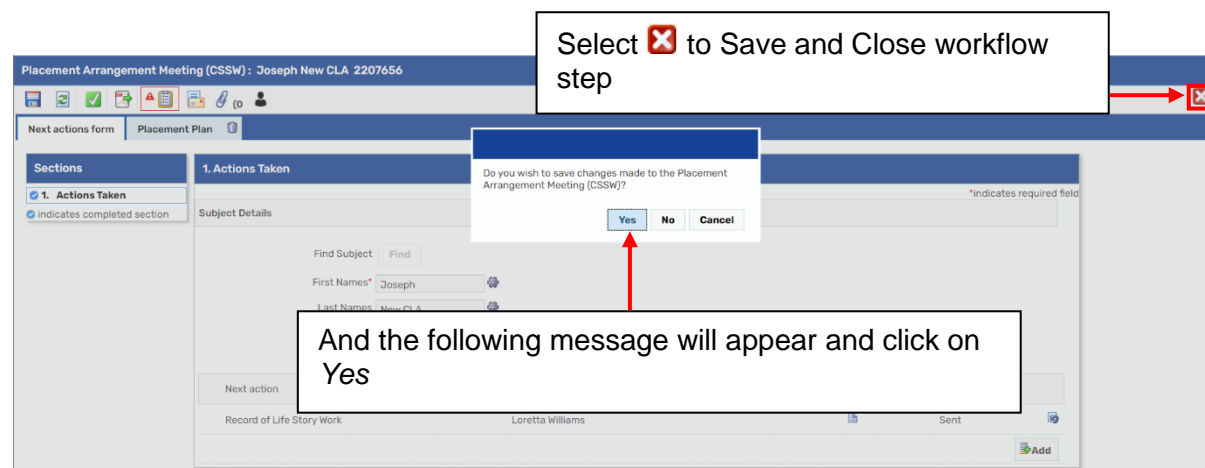 Select to Save and Close workflow
step
Placement Arrangement Meeting (CSSW) : Joseph New CLA 2207656
(0
Next actions form Placement Plan
Sections
1. Actions Taken
indicates completed section
1. Actions Taken
*indicates required field
Subject Details
Do you wish to save changes made to the Placement
Arrangement Meeting (CSSW)?
Yes No Cancel
Find Subject Find
First Names* Joseph
Last Names New CLA
And the following message will appear and click on
Yes
Next action
Record of Life Story Work Loretta Williams Sent
Add